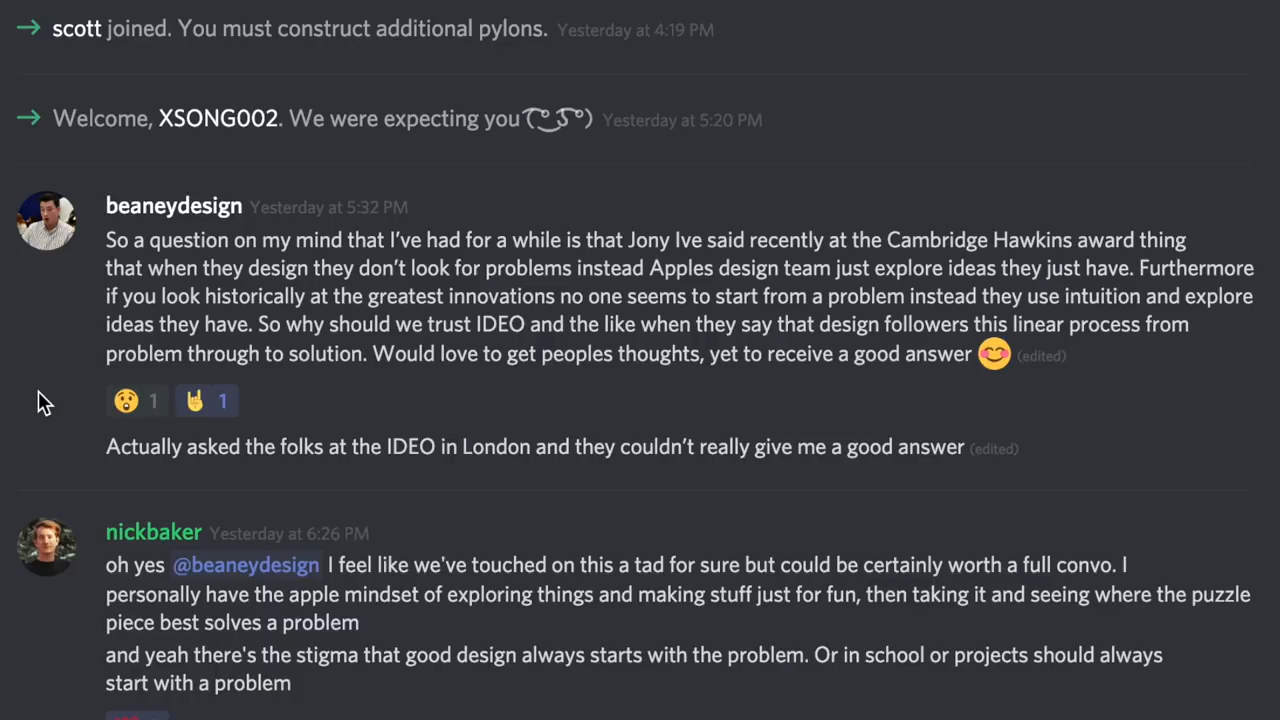 scott joined. You must construct additional pylons. Yesterday at 4:19 PM
Welcome, XSONG002. We were expecting you ( ͡° ͜ʖ ͡°) Yesterday at 5:20 PM
beaneydesign Yesterday at 5:32 PM
So a question on my mind that I’ve had for a while is that Jony Ive said recently at the Cambridge Hawkins award thing
that when they design they don’t look for problems instead Apples design team just explore ideas they just have. Furthermore
if you look historically at the greatest innovations no one seems to start from a problem instead they use intuition and explore
ideas they have. So why should we trust IDEO and the like when they say that design followers this linear process from
problem through to solution. Would love to get peoples thoughts, yet to receive a good answer 😊 (edited)
😲 1 🤘 1
Actually asked the folks at the IDEO in London and they couldn’t really give me a good answer (edited)
nickbaker Yesterday at 6:26 PM
oh yes @beaneydesign I feel like we've touched on this a tad for sure but could be certainly worth a full convo. I
personally have the apple mindset of exploring things and making stuff just for fun, then taking it and seeing where the puzzle
piece best solves a problem
and yeah there's the stigma that good design always starts with the problem. Or in school or projects should always
start with a problem